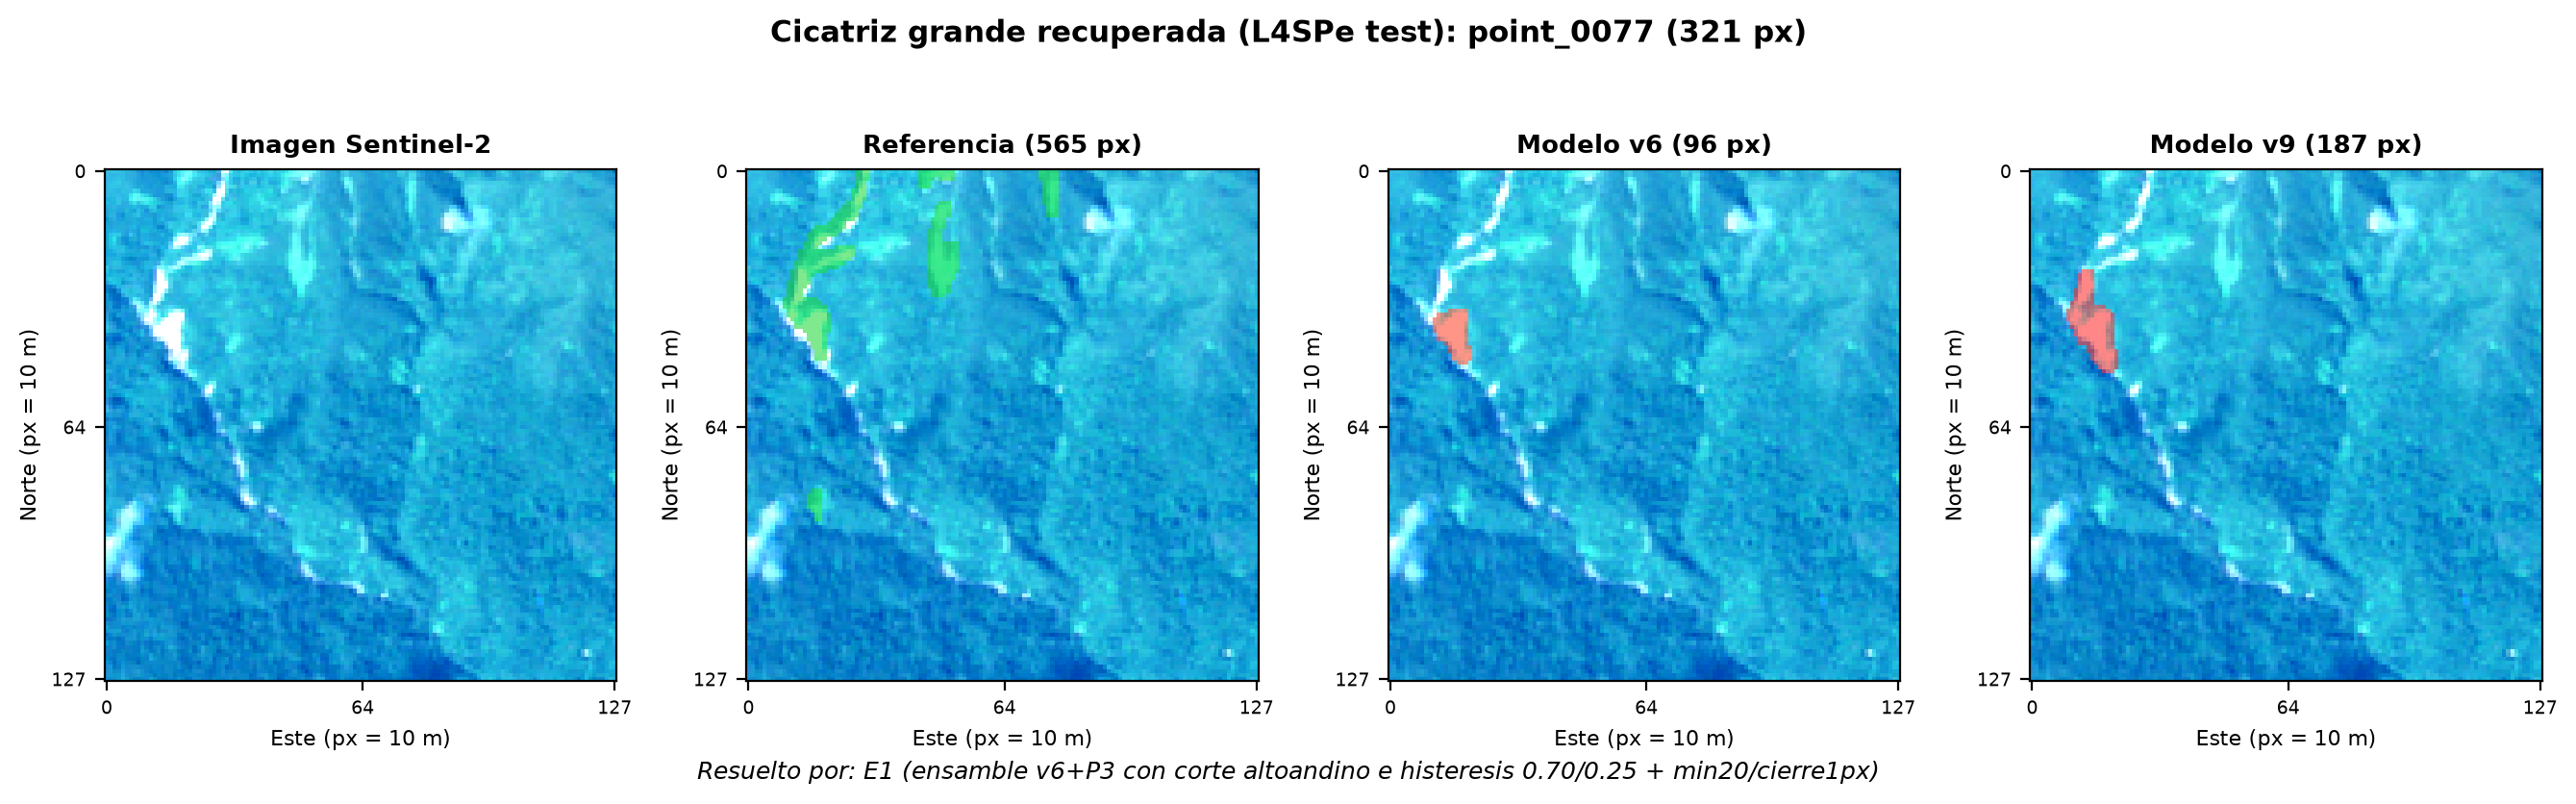 Cicatriz grande recuperada (L4SPe test): point_0077 (321 px)
Imagen Sentinel-2
Referencia (565 px)
Modelo v6 (96 px)
Modelo v9 (187 px)
0
64
127
Norte (px = 10 m)
0
64
127
Este (px = 10 m)
0
64
127
Norte (px = 10 m)
0
64
127
Este (px = 10 m)
0
64
127
Norte (px = 10 m)
0
64
127
Este (px = 10 m)
0
64
127
Norte (px = 10 m)
0
64
127
Este (px = 10 m)
Resuelto por: E1 (ensamble v6+P3 con corte altoandino e histeresis 0.70/0.25 + min20/cierre1px)